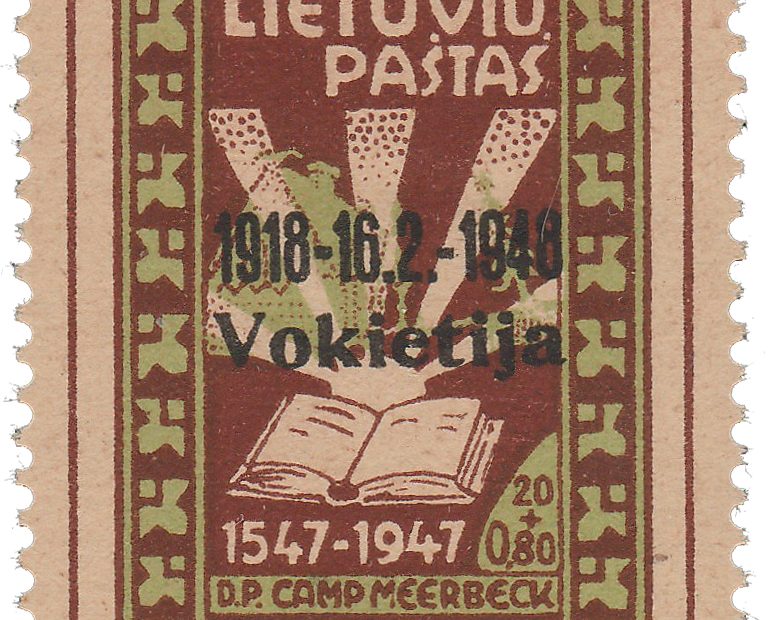 LIETUVIŲ
PAŠTAS
1918-16.2.-1948
Vokietija
20
+
0,80
1547-1947
D.P. CAMP MEERBECK